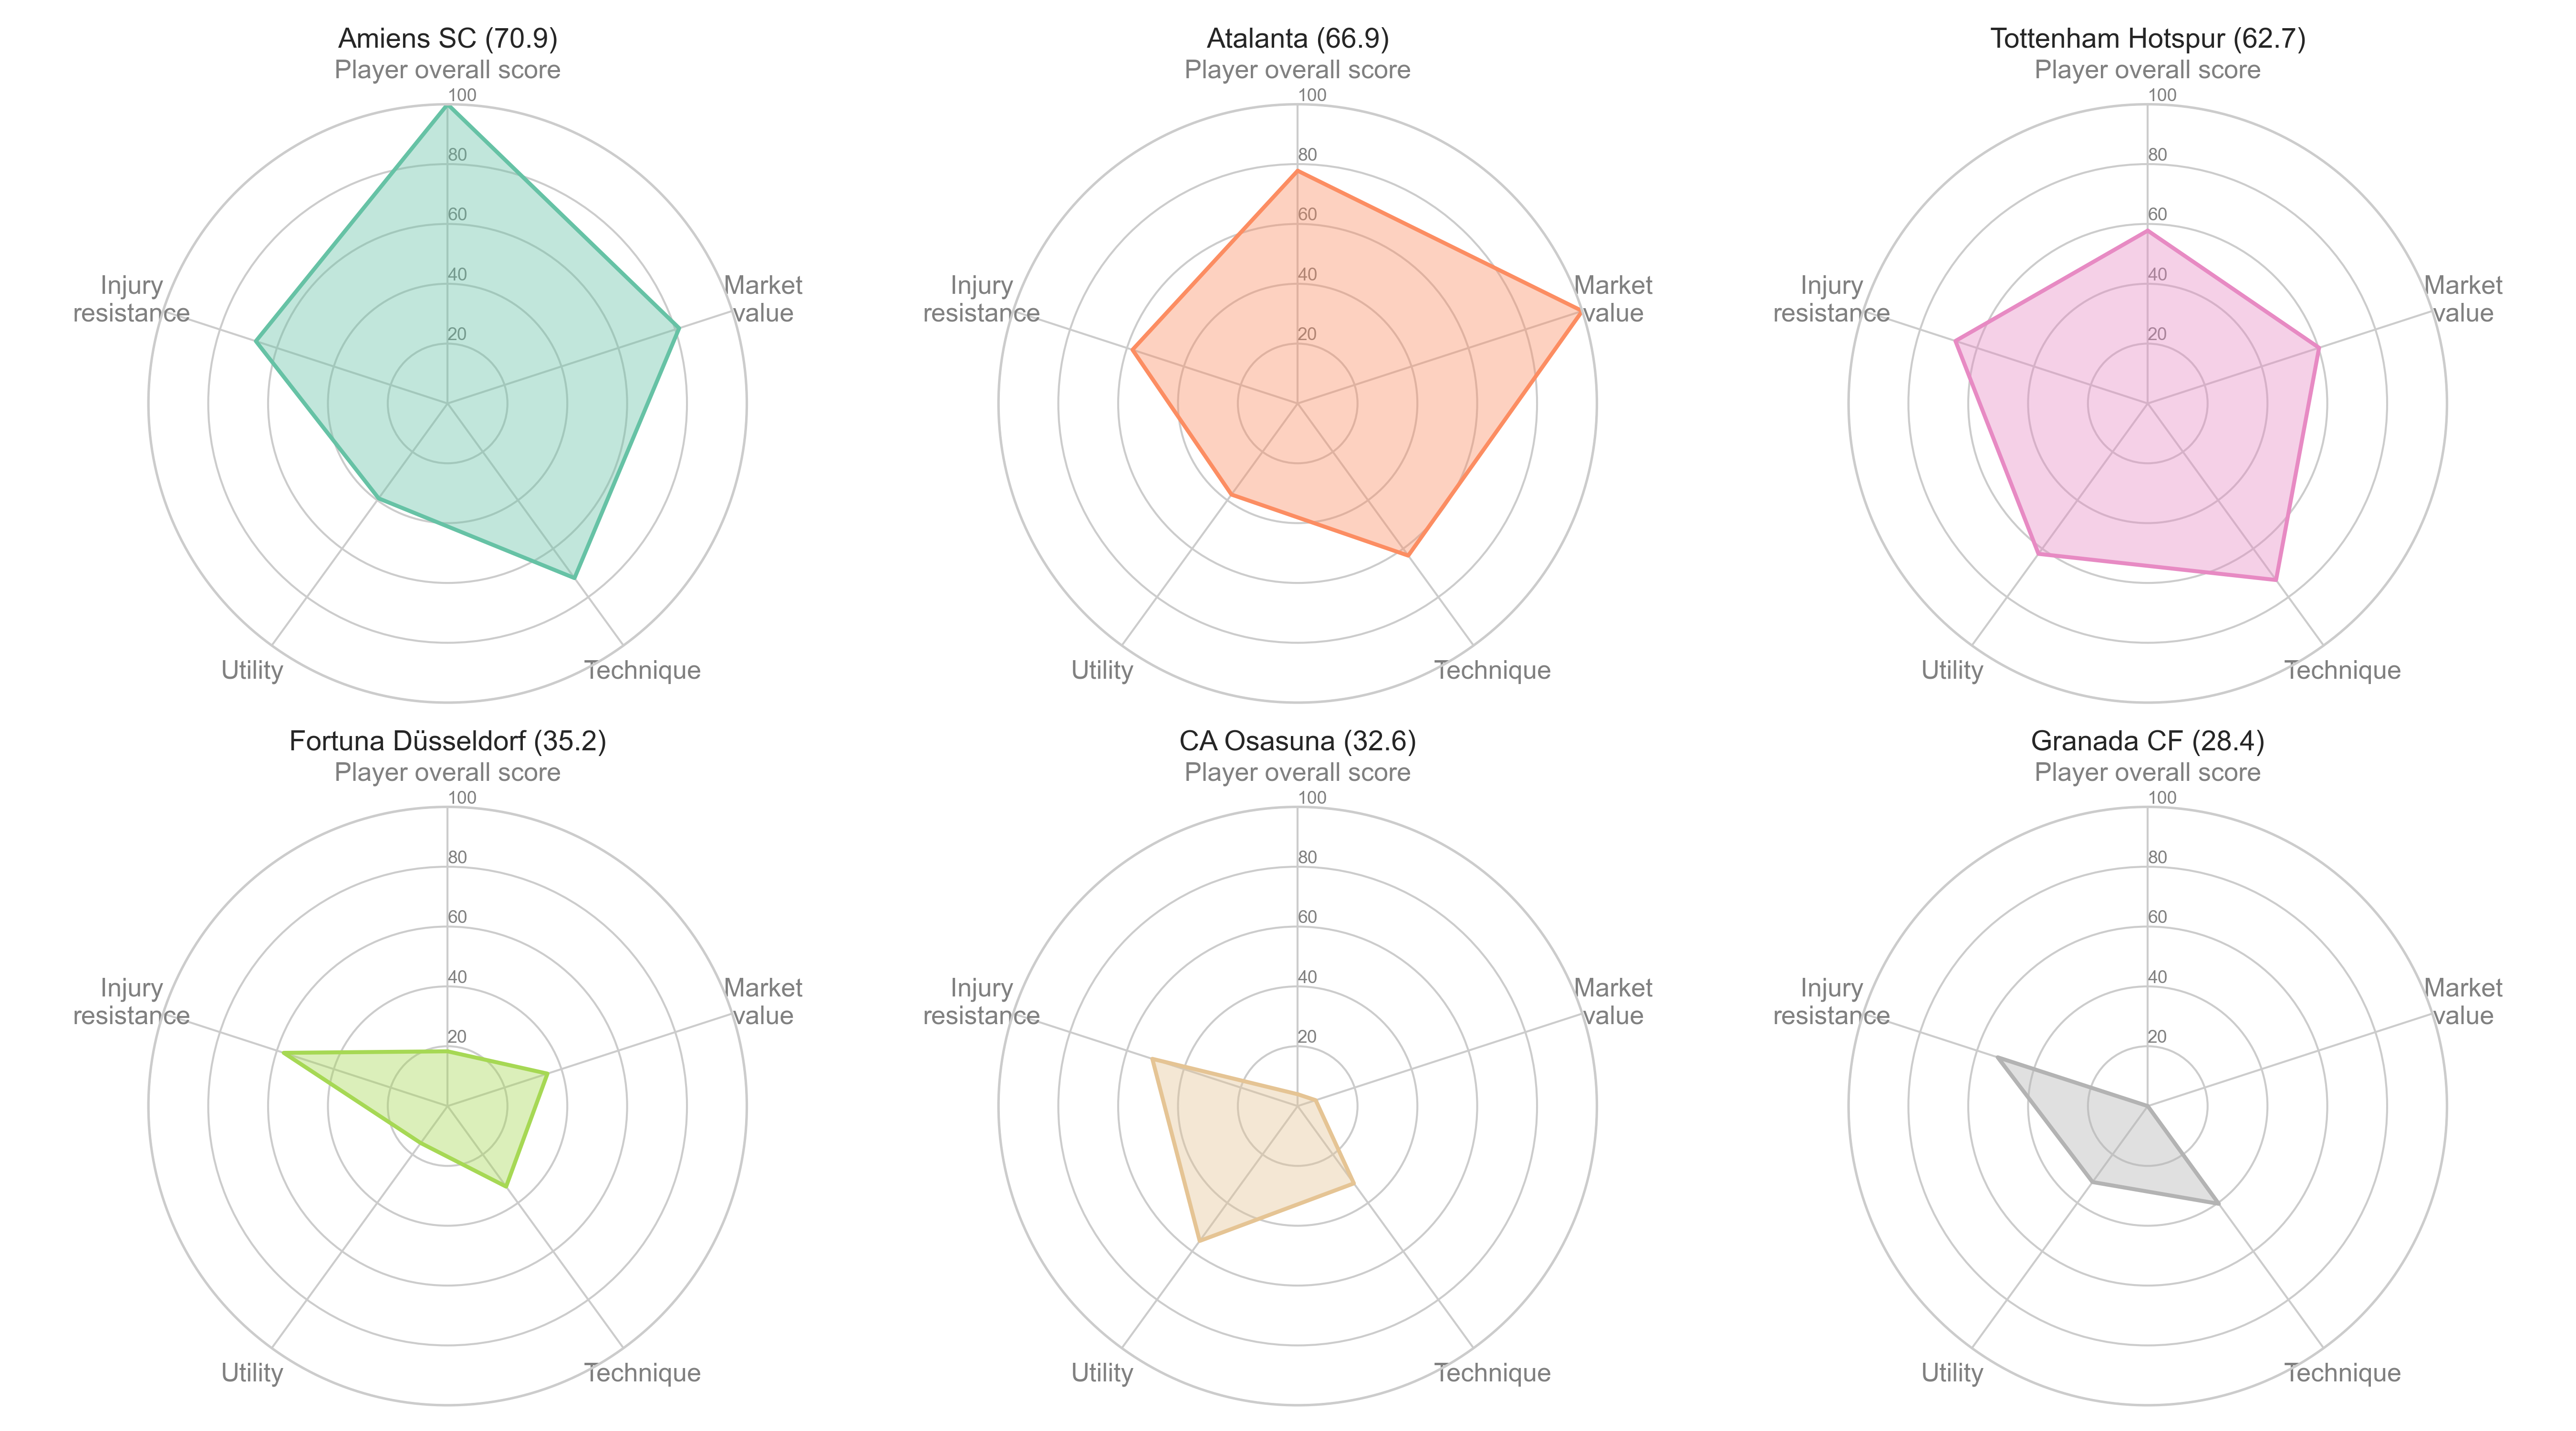 Amiens SC (70.9)
Player overall score
100
80
60
40
20
Injury
resistance
Market
value
Utility
Technique
Atalanta (66.9)
Player overall score
100
80
60
40
20
Injury
resistance
Market
value
Utility
Technique
Tottenham Hotspur (62.7)
Player overall score
100
80
60
40
20
Injury
resistance
Market
value
Utility
Technique
Fortuna Düsseldorf (35.2)
Player overall score
100
80
60
40
20
Injury
resistance
Market
value
Utility
Technique
CA Osasuna (32.6)
Player overall score
100
80
60
40
20
Injury
resistance
Market
value
Utility
Technique
Granada CF (28.4)
Player overall score
100
80
60
40
20
Injury
resistance
Market
value
Utility
Technique